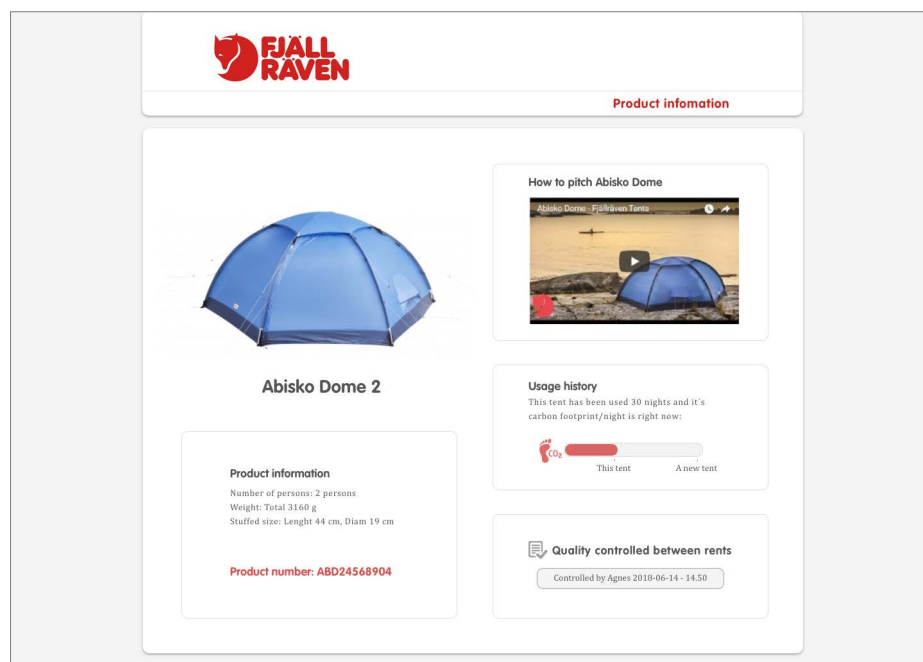 FJÄLL
RÄVEN
Product infomation
Abisko Dome 2
Product information
Number of persons: 2 persons
Weight: Total 3160 g
Stuffed size: Lenght 44 cm, Diam 19 cm
Product number: ABD24568904
How to pitch Abisko Dome
Abisko Dome - Fjällräven Tents
Usage history
This tent has been used 30 nights and it´s
carbon footprint/night is right now:
CO₂
This tent
A new tent
Quality controlled between rents
Controlled by Agnes 2018-06-14 - 14.50